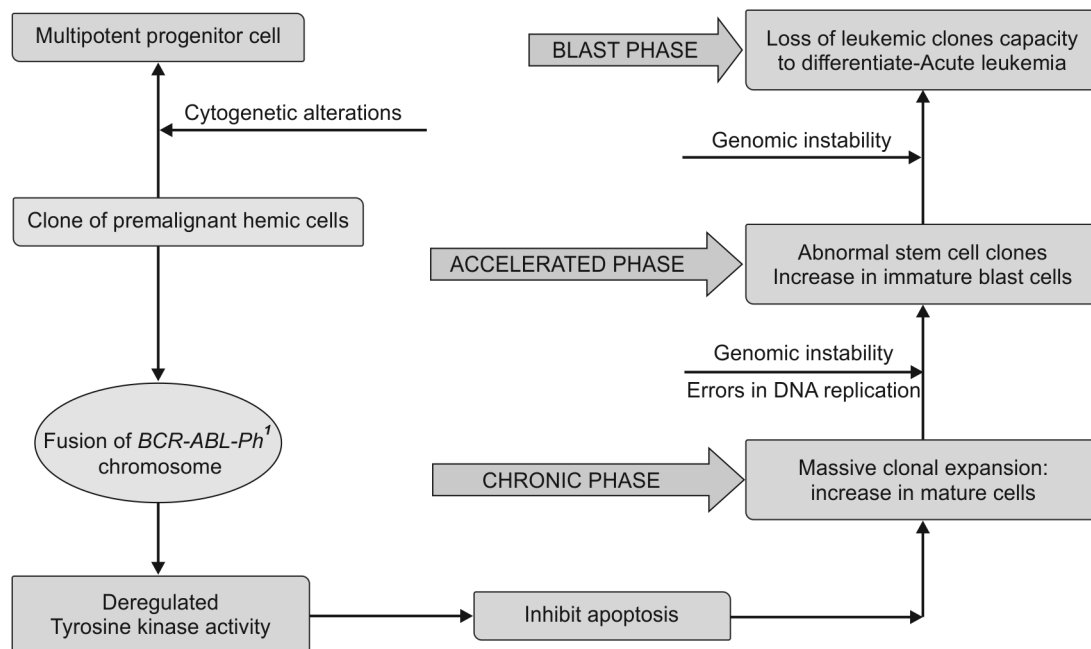 Multipotent progenitor cell
Cytogenetic alterations
Clone of premalignant hemic cells
Fusion of BCR-ABL-Ph¹
chromosome
Deregulated
Tyrosine kinase activity
Inhibit apoptosis
BLAST PHASE
Loss of leukemic clones capacity
to differentiate-Acute leukemia
Genomic instability
ACCELERATED PHASE
Abnormal stem cell clones
Increase in immature blast cells
Genomic instability
Errors in DNA replication
CHRONIC PHASE
Massive clonal expansion:
increase in mature cells